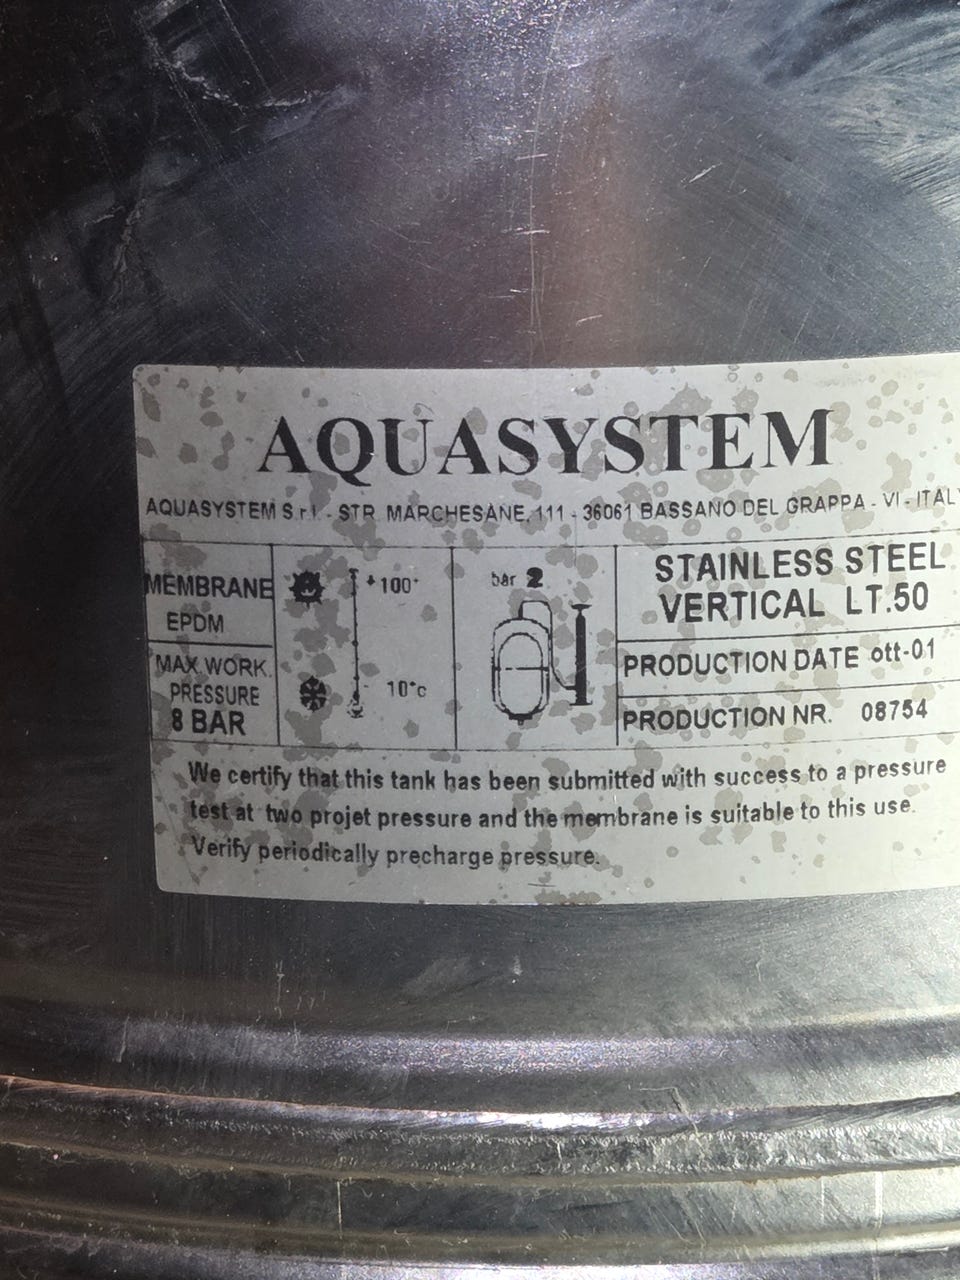 AQUASYSTEM
AQUASYSTEM S.r.l. - STR. MARCHESANE, 111 - 36061 BASSANO DEL GRAPPA - VI - ITALY
MEMBRANE
EPDM
MAX.WORK.
PRESSURE
8 BAR
+100°
- 10°c
bar 2
STAINLESS STEEL
VERTICAL LT.50
PRODUCTION DATE ott-01
PRODUCTION NR. 08754
We certify that this tank has been submitted with success to a pressure
test at two projet pressure and the membrane is suitable to this use.
Verify periodically precharge pressure.